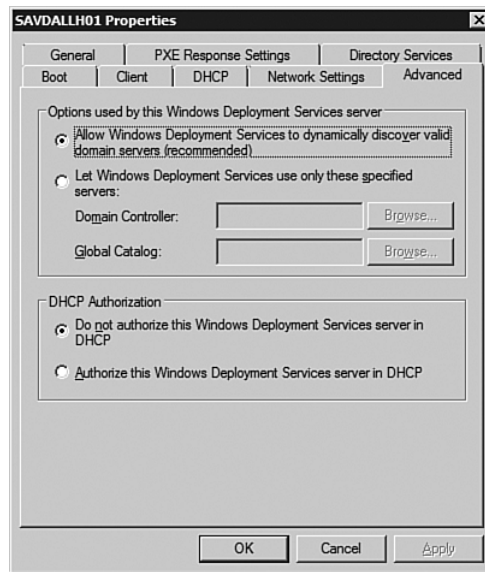 SAVDALLH01 Properties
General PXE Response Settings Directory Services
Boot Client DHCP Network Settings Advanced
Options used by this Windows Deployment Services server
Allow Windows Deployment Services to dynamically discover valid
domain servers (recommended)
Let Windows Deployment Services use only these specified
servers:
Domain Controller: Browse...
Global Catalog: Browse...
DHCP Authorization
Do not authorize this Windows Deployment Services server in
DHCP
Authorize this Windows Deployment Services server in DHCP
OK Cancel Apply